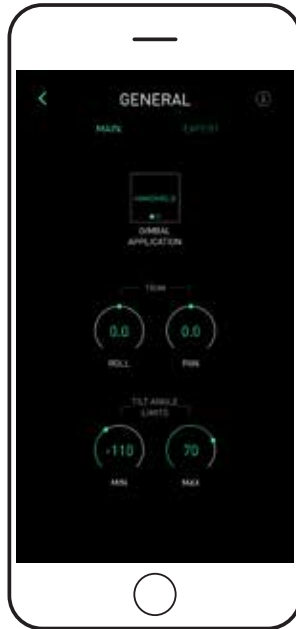 GENERAL
MAIN EXPERT
HANDHELD
GIMBAL
APPLICATION
TRIM
0.0 0.0
ROLL PAN
TILT ANGLE
LIMITS
-110 70
MIN MAX